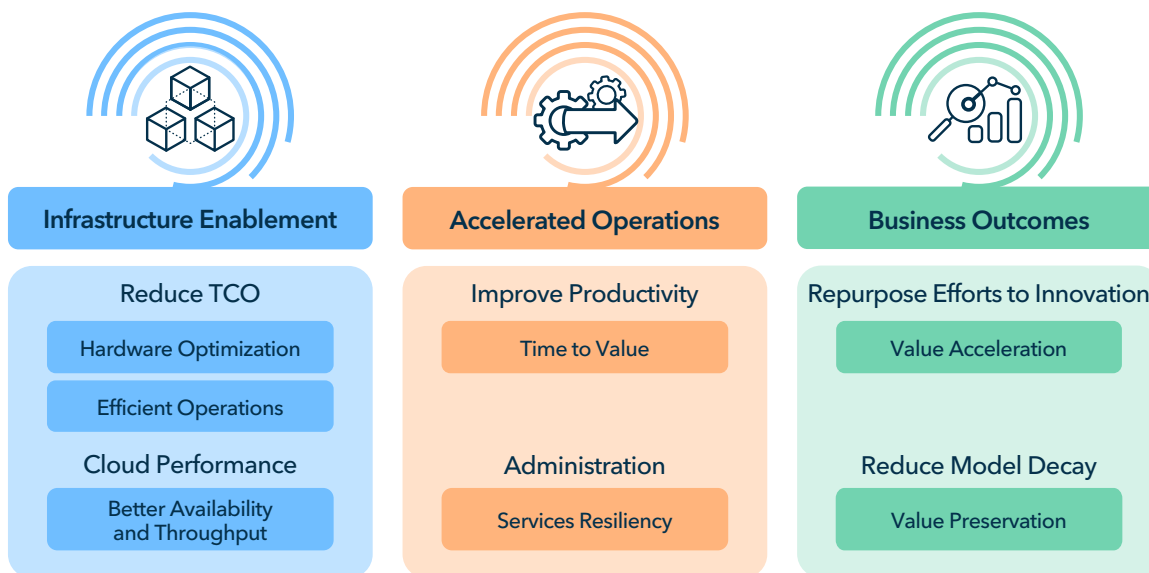 Infrastructure Enablement
Reduce TCO
Hardware Optimization
Efficient Operations
Cloud Performance
Better Availability
and Throughput
Accelerated Operations
Improve Productivity
Time to Value
Administration
Services Resiliency
Business Outcomes
Repurpose Efforts to Innovation
Value Acceleration
Reduce Model Decay
Value Preservation